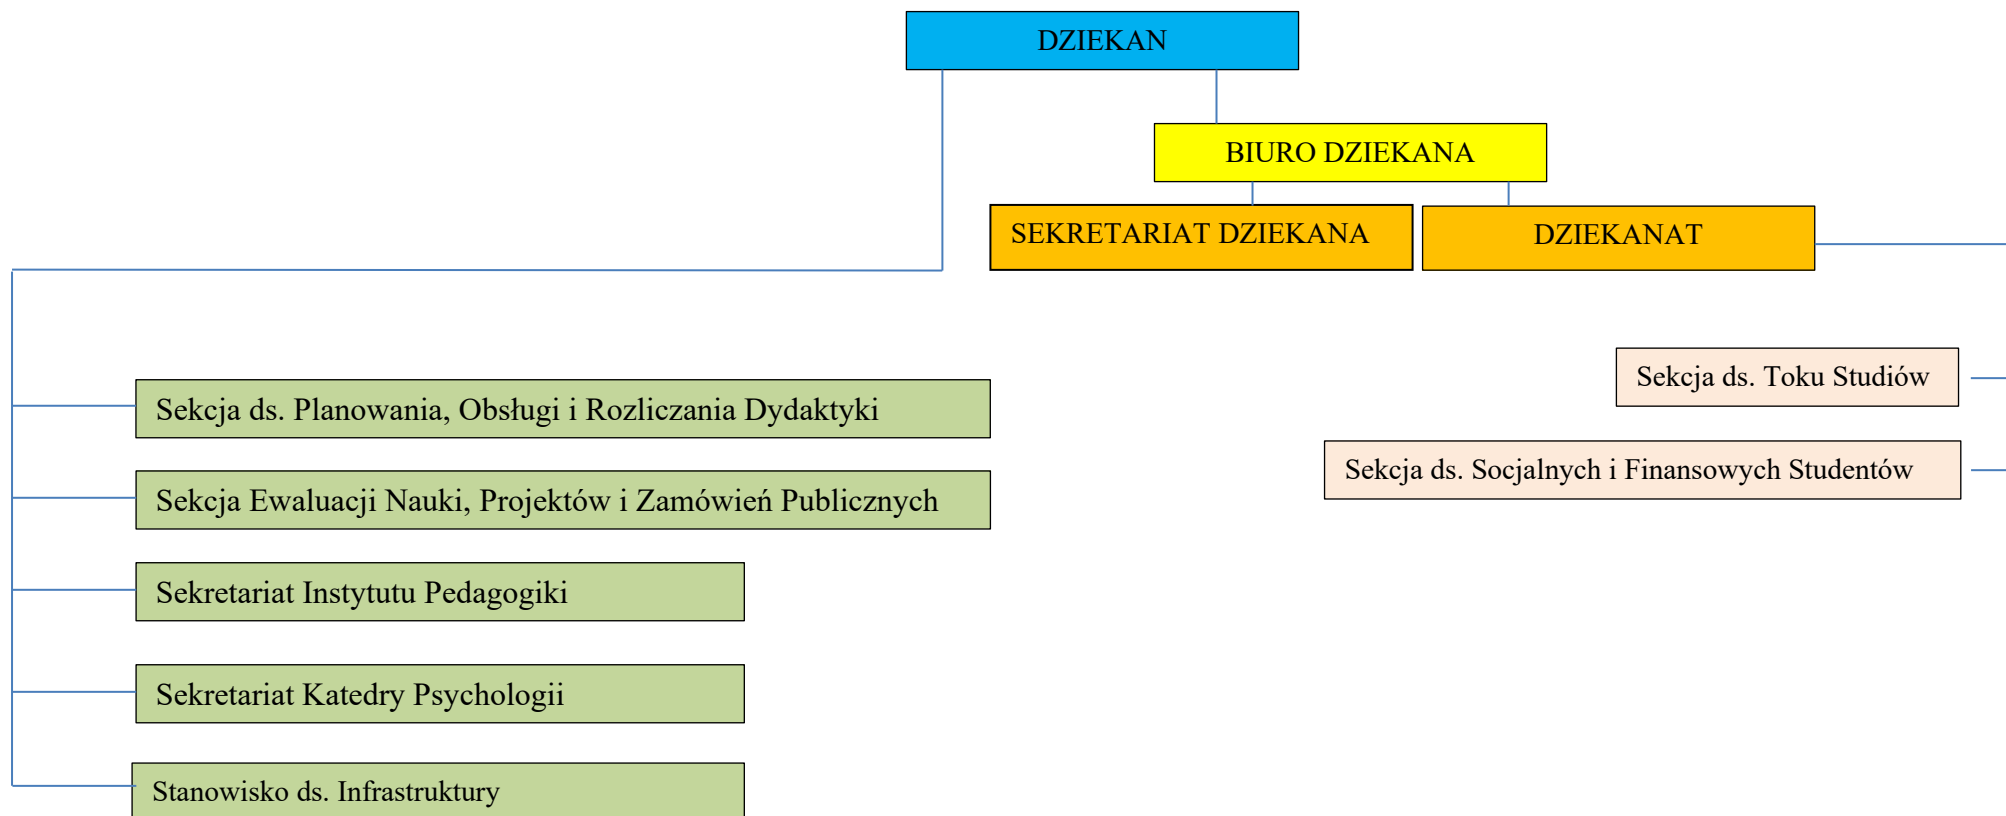 DZIEKAN
BIURO DZIEKANA
SEKRETARIAT DZIEKANA
DZIEKANAT
Sekcja ds. Toku Studiów
Sekcja ds. Planowania, Obsługi i Rozliczania Dydaktyki
Sekcja ds. Socjalnych i Finansowych Studentów
Sekcja Ewaluacji Nauki, Projektów i Zamówień Publicznych
Sekretariat Instytutu Pedagogiki
Sekretariat Katedry Psychologii
Stanowisko ds. Infrastruktury